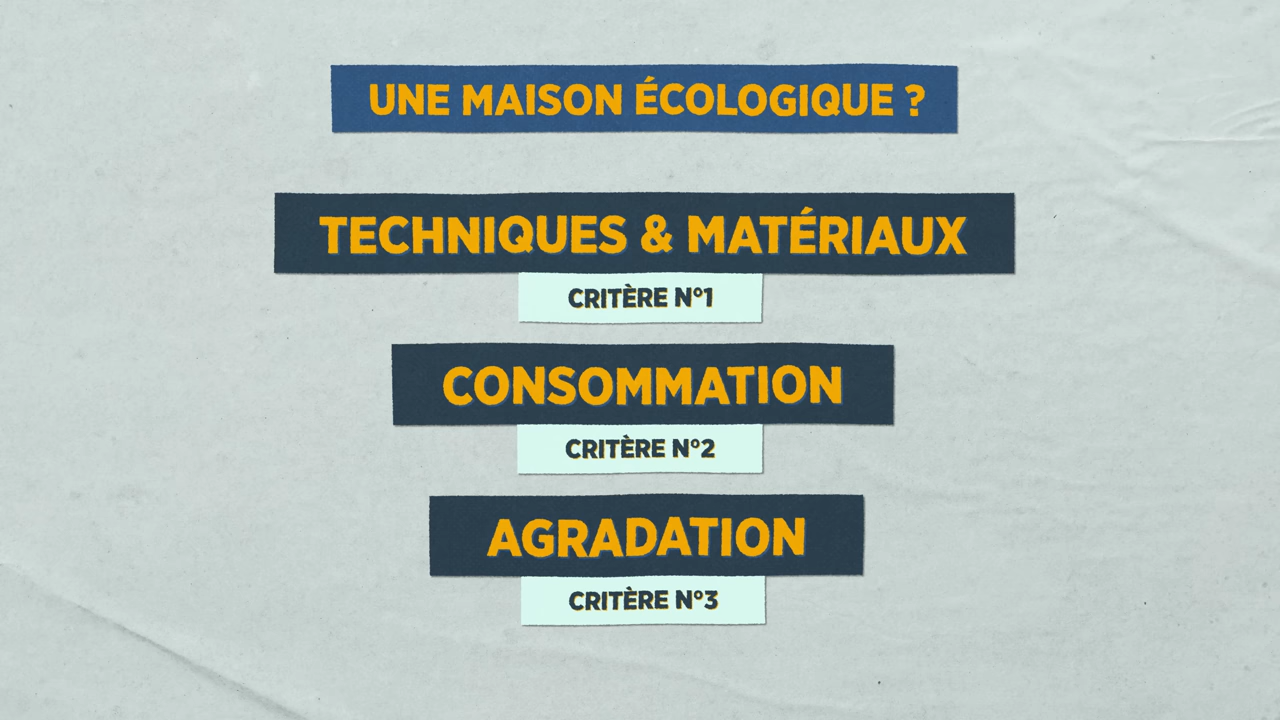 UNE MAISON ÉCOLOGIQUE ?
TECHNIQUES & MATÉRIAUX
CRITÈRE N°1
CONSOMMATION
CRITÈRE N°2
AGRADATION
CRITÈRE N°3